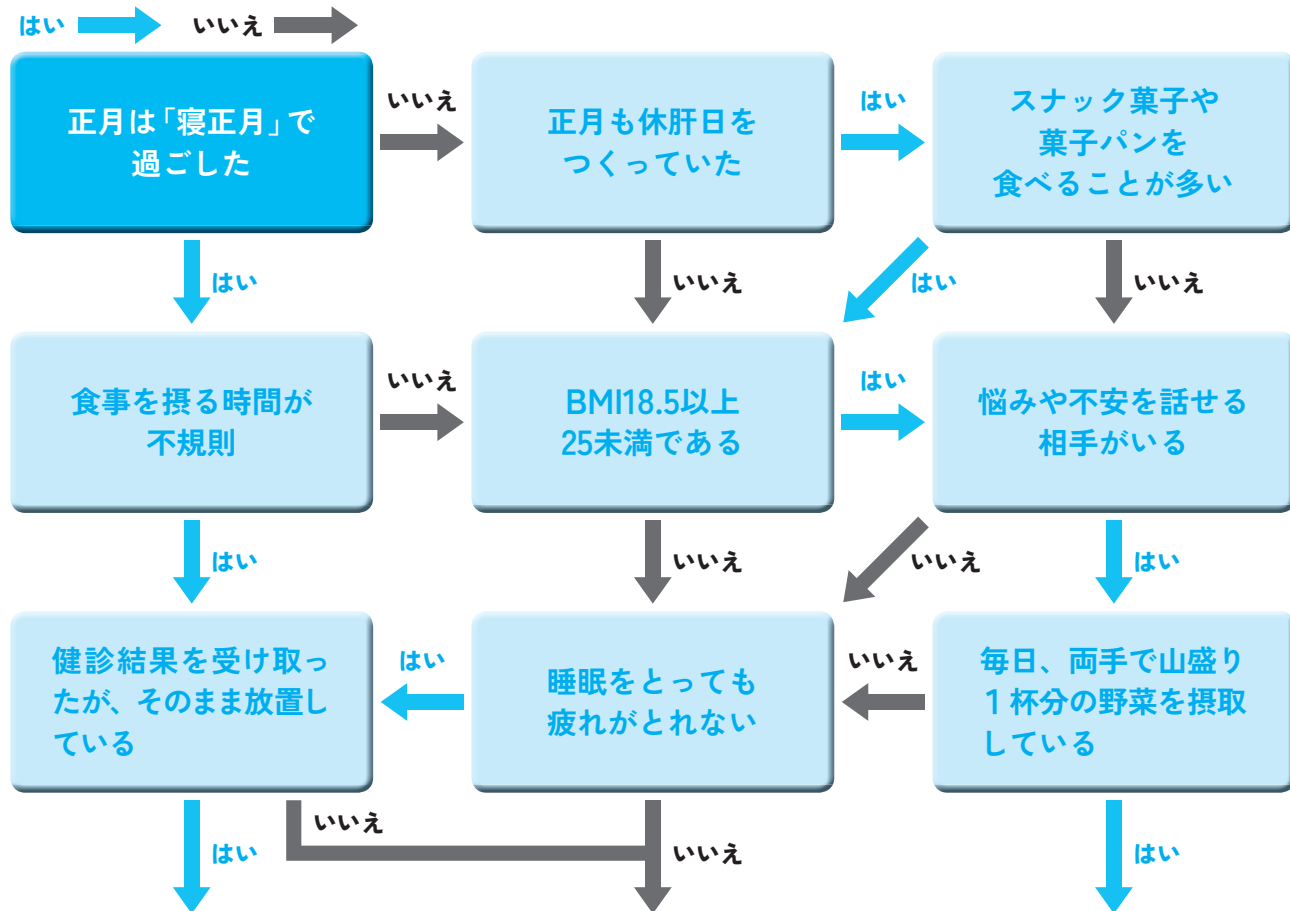 はい いいえ
正月は「寝正月」で
過ごした
いいえ
正月も休肝日を
つくっていた
はい
スナック菓子や
菓子パンを
食べることが多い
はい
いいえ
はい
いいえ
食事を摂る時間が
不規則
いいえ
BMI18.5以上
25未満である
はい
悩みや不安を話せる
相手がいる
はい
いいえ
いいえ
はい
健診結果を受け取っ
たが、そのまま放置し
ている
はい
睡眠をとっても
疲れがとれない
いいえ
毎日、両手で山盛り
1杯分の野菜を摂取
している
はい
いいえ
いいえ
はい